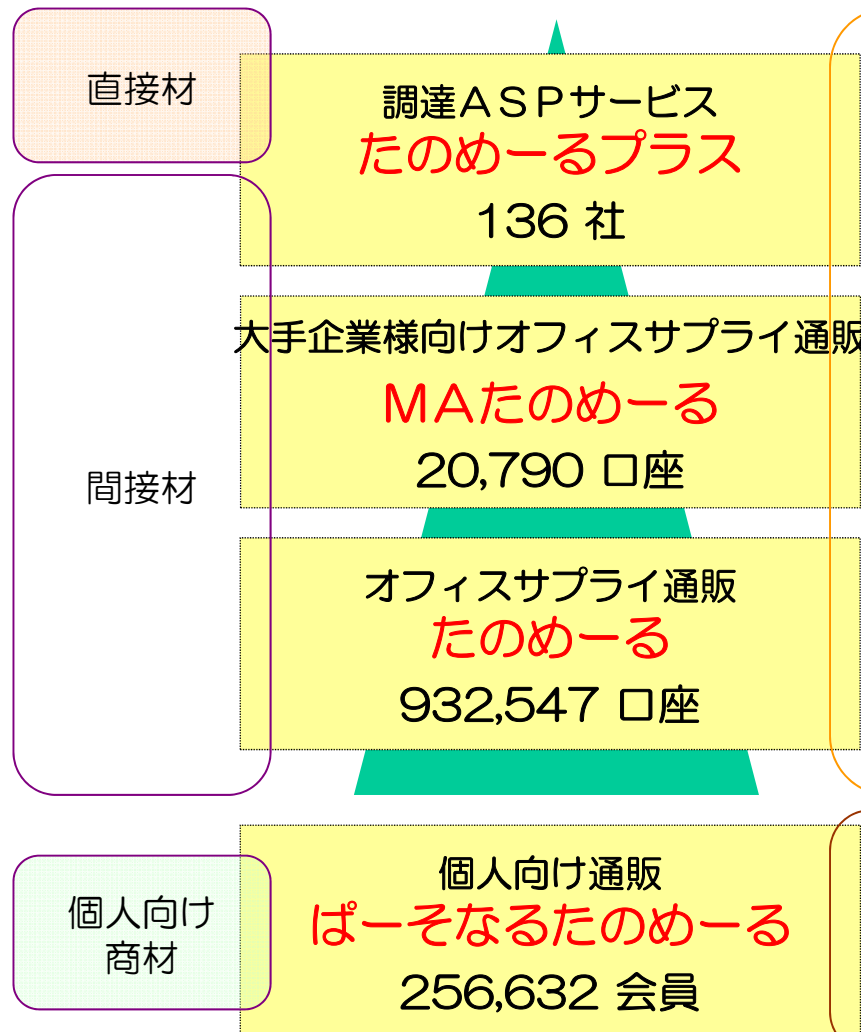 直接材
調達ＡＳＰサービス
たのめーるプラス
136 社
間接材
大手企業様向けオフィスサプライ通販
ＭＡたのめーる
20,790 口座
オフィスサプライ通販
たのめーる
932,547 口座
個人向け
商材
個人向け通販
ぱーそなるたのめーる
256,632 会員